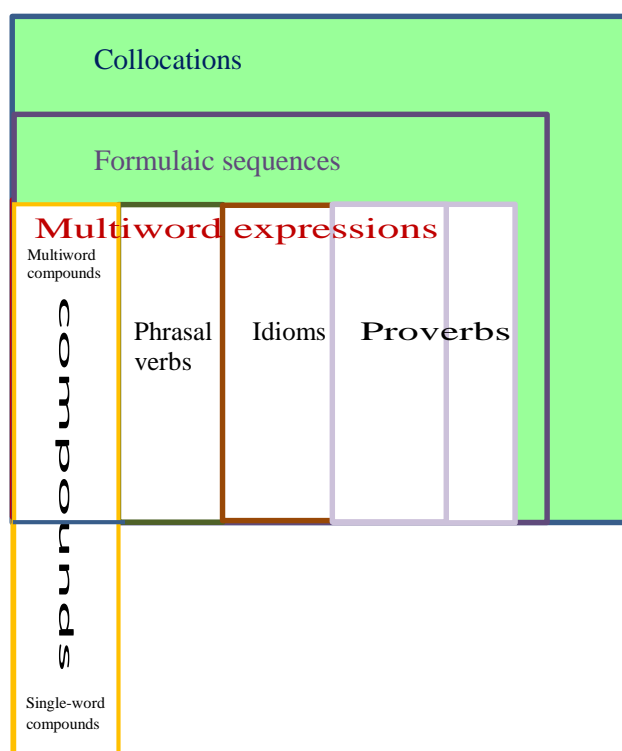 Collocations
Formulaic sequences
Multiword expressions
Multiword
compounds
compounds
Phrasal
verbs
Idioms
Proverbs
Single-word
compounds